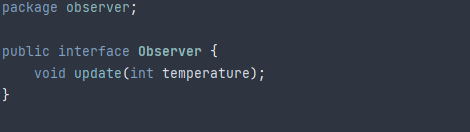 package observer;
public interface Observer {
    void update(int temperature);
}